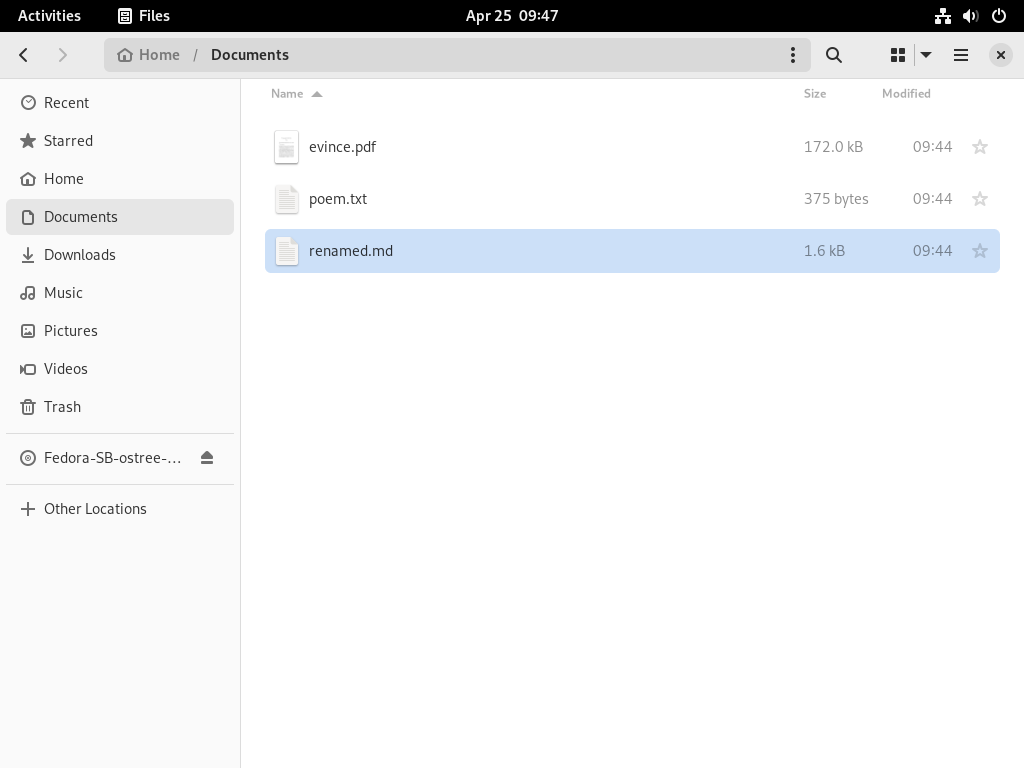 Activities Files Apr 25 09:47
Home / Documents
Recent
Starred
Home
Documents
Downloads
Music
Pictures
Videos
Trash
Fedora-SB-ostree-…
Other Locations
Name Size Modified
evince.pdf 172.0 kB 09:44
poem.txt 375 bytes 09:44
renamed.md 1.6 kB 09:44